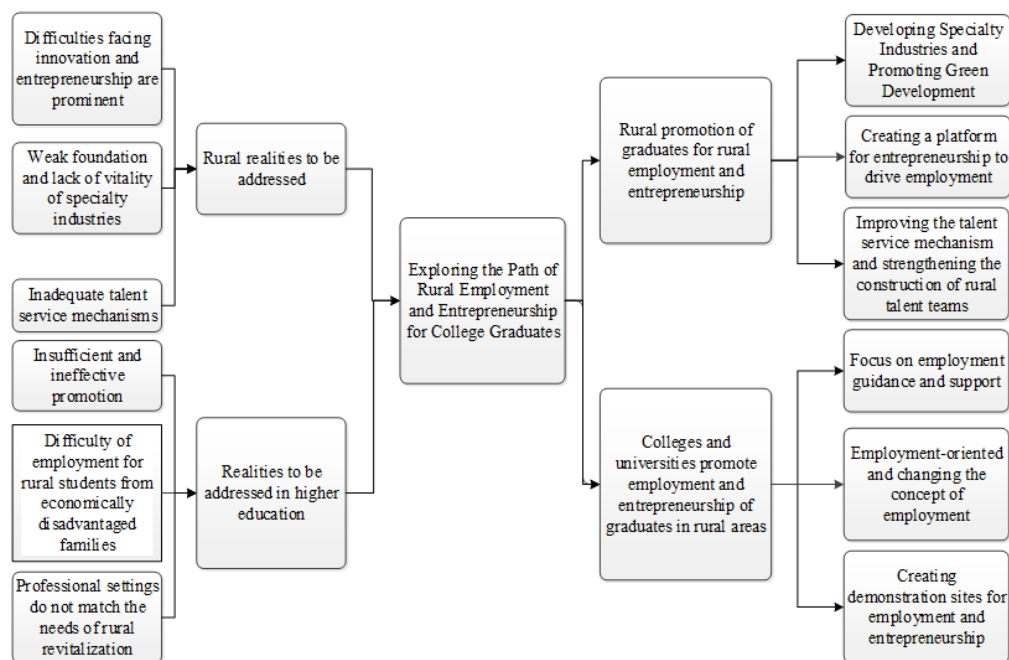 Difficulties facing
innovation and
entrepreneurship are
prominent
Weak foundation
and lack of vitality
of specialty
industries
Inadequate talent
service mechanisms
Insufficient and
ineffective
promotion
Difficulty of
employment for
rural students from
economically
disadvantaged
families
Professional settings
do not match the
needs of rural
revitalization
Rural realities to be
addressed
Realities to be
addressed in higher
education
Exploring the Path of
Rural Employment
and Entrepreneurship
for College Graduates
Rural promotion of
graduates for rural
employment and
entrepreneurship
Colleges and
universities promote
employment and
entrepreneurship of
graduates in rural areas
Developing Specialty
Industries and
Promoting Green
Development
Creating a platform
for entrepreneurship to
drive employment
Improving the talent
service mechanism
and strengthening the
construction of rural
talent teams
Focus on employment
guidance and support
Employment-oriented
and changing the
concept of
employment
Creating
demonstration sites for
employment and
entrepreneurship